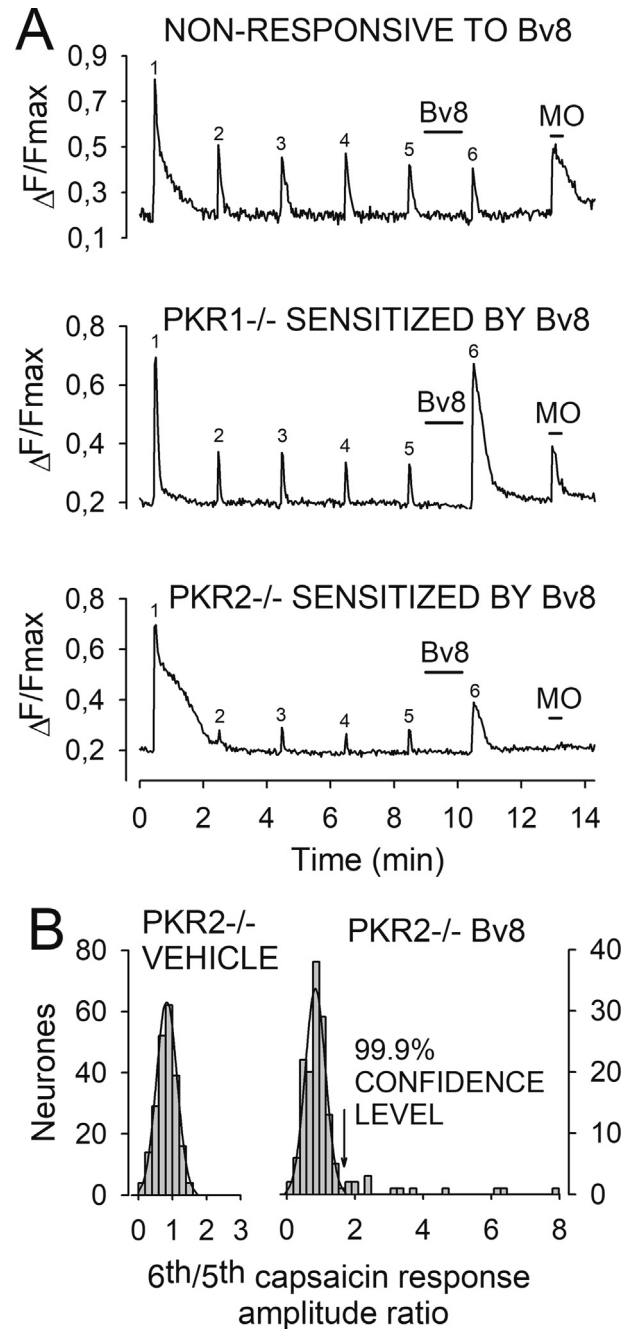 A
NON-RESPONSIVE TO Bv8
0,9
0,7
0,5
0,3
0,1
ΔF/Fmax
1
2
3
4
5
6
Bv8
MO
PKR1-/- SENSITIZED BY Bv8
0,8
0,6
0,4
0,2
ΔF/Fmax
1
2
3
4
5
6
Bv8
MO
PKR2-/- SENSITIZED BY Bv8
0,8
0,6
0,4
0,2
ΔF/Fmax
1
2
3
4
5
6
Bv8
MO
0 2 4 6 8 10 12 14
Time (min)
B
PKR2-/-
VEHICLE
PKR2-/- Bv8
80
60
40
20
0
Neurones
99.9%
CONFIDENCE
LEVEL
40
30
20
10
0
0 1 2 3
0 2 4 6 8
6th/5th capsaicin response
amplitude ratio